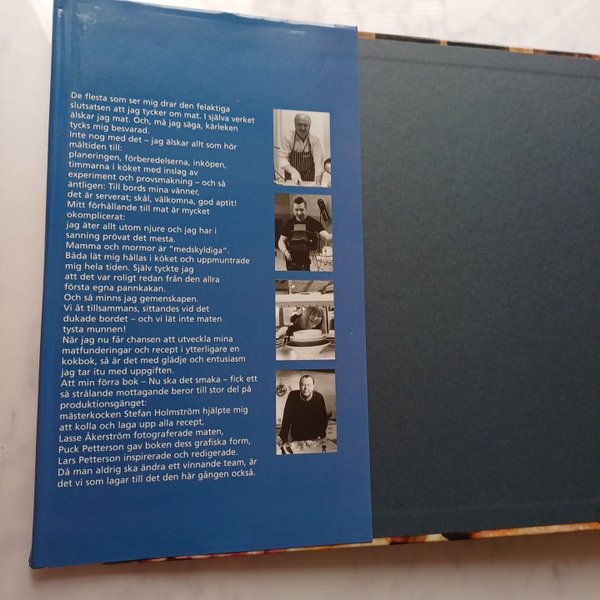 De flesta som ser mig drar den felaktiga
slutsatsen att jag tycker om mat. I själva verket
älskar jag mat. Och, må jag säga, kärleken
tycks mig besvarad.
Inte nog med det – jag älskar allt som hör
måltiden till:
planeringen, förberedelserna, inköpen,
timmarna i köket med inslag av
experiment och provsmakning – och så
äntligen: Till bords mina vänner,
det är serverat; skål, välkomna, god aptit!
Mitt förhållande till mat är mycket
okomplicerat:
jag äter allt utom njure och jag har i
sanning prövat det mesta.
Mamma och mormor är ”medskyldiga”.
Båda lät mig hållas i köket och uppmuntrade
mig hela tiden. Själv tyckte jag
att det var roligt redan från den allra
första egna pannkakan.
Och så minns jag gemenskapen.
Vi åt tillsammans, sittandes vid det
dukade bordet – och vi lät inte maten
tysta munnen!
När jag nu får chansen att utveckla mina
matfunderingar och recept i ytterligare en
kokbok, så är det med glädje och entusiasm
jag tar itu med uppgiften.
Att min förra bok – Nu ska det smaka – fick ett
så strålande mottagande beror till stor del på
produktionsgänget:
mästerkocken Stefan Holmström hjälpte mig
att kolla och laga upp alla recept,
Lasse Åkerström fotograferade maten,
Puck Petterson gav boken dess grafiska form,
Lars Petterson inspirerade och redigerade.
Då man aldrig ska ändra ett vinnande team, är
det vi som lagar till det den här gången också.